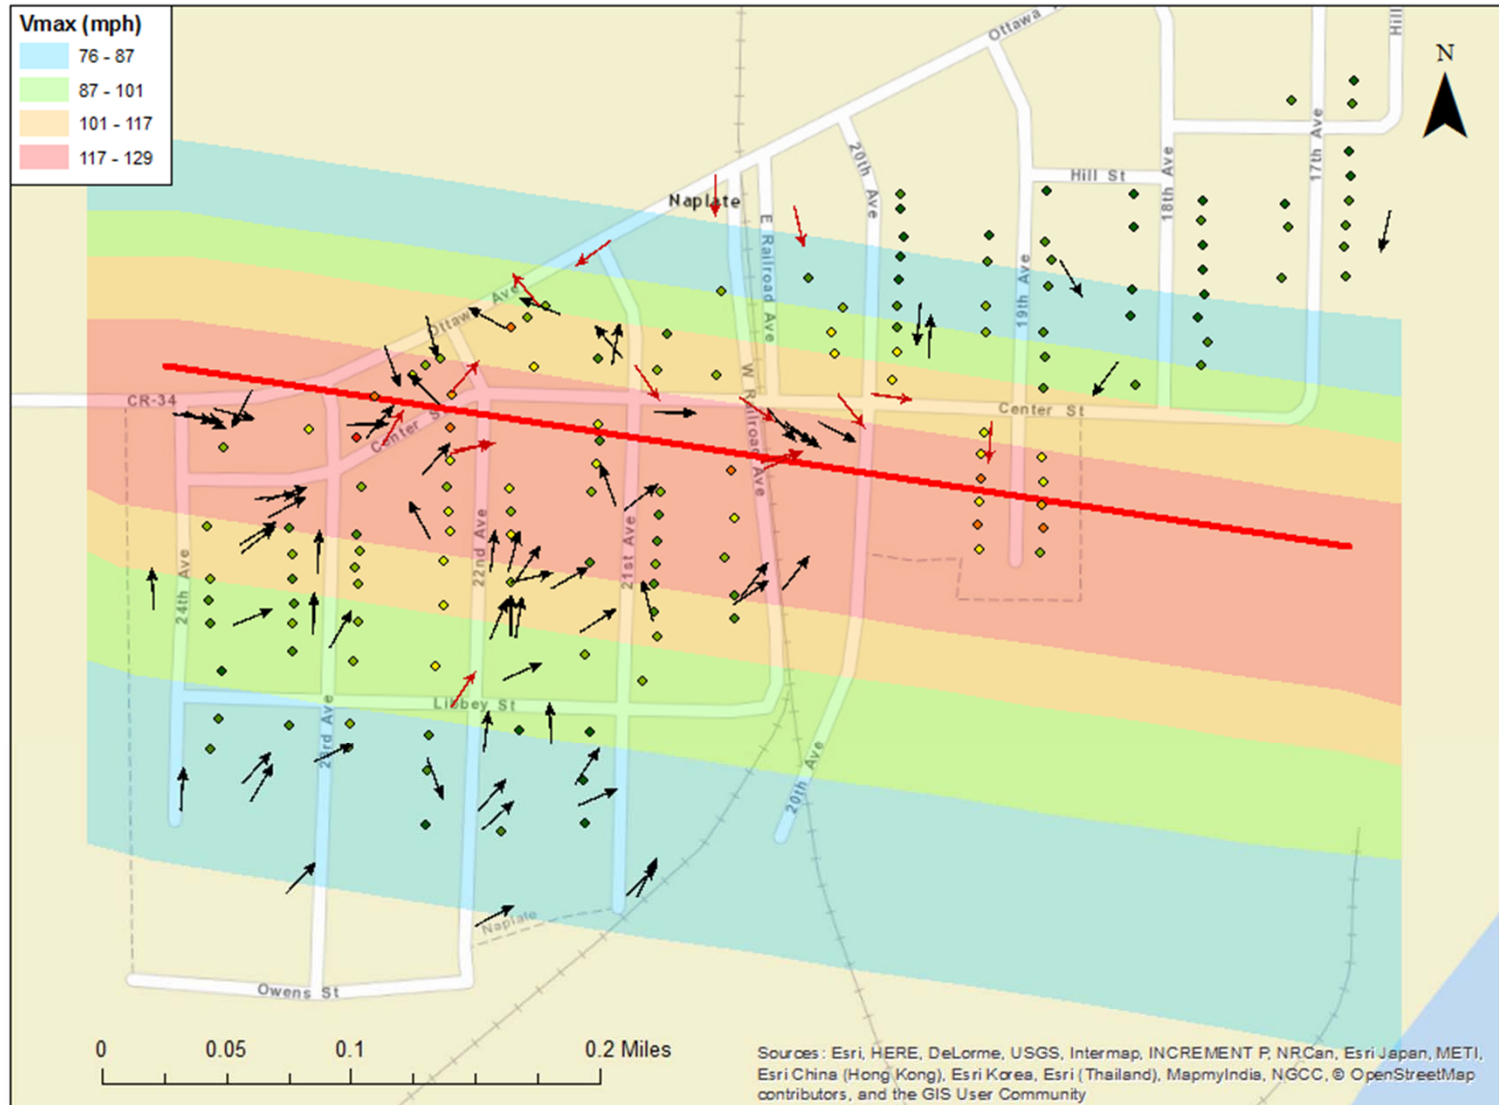 Vmax (mph)
76 - 87
87 - 101
101 - 117
117 - 129
N
Ottawa
Hill
20th Ave
Hill St
18th Ave
17th Ave
Naplate
E Railroad Ave
19th Ave
Ottawa Ave
W Railroad Ave
CR-34
Center St
Center St
24th Ave
22nd Ave
21st Ave
Libbey St
23rd Ave
20th Ave
Naplate
Owens St
0 0.05 0.1 0.2 Miles
Sources: Esri, HERE, DeLorme, USGS, Intermap, INCREMENT P, NRCan, Esri Japan, METI,
Esri China (Hong Kong), Esri Korea, Esri (Thailand), MapmyIndia, NGCC, © OpenStreetMap
contributors, and the GIS User Community